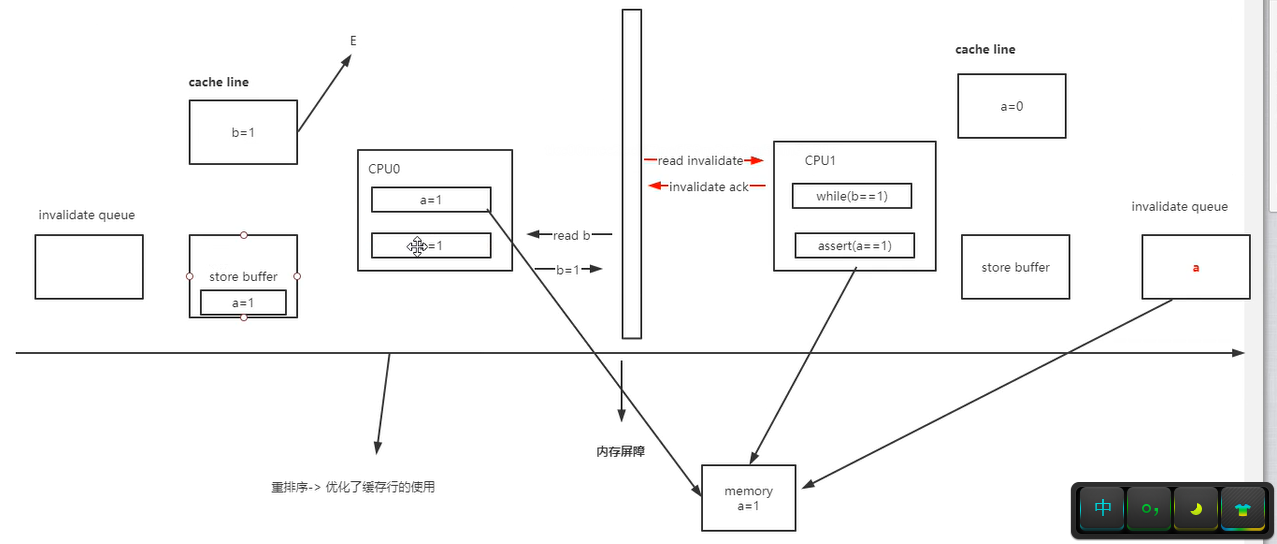 E
cache line
cache line
b=1
a=0
CPU0
read invalidate
CPU1
a=1
invalidate ack
while(b==1)
invalidate queue
invalidate queue
=1
read b
assert(a==1)
store buffer
b=1
store buffer
a
a=1
内存屏障
重排序-> 优化了缓存行的使用
memory
a=1
中